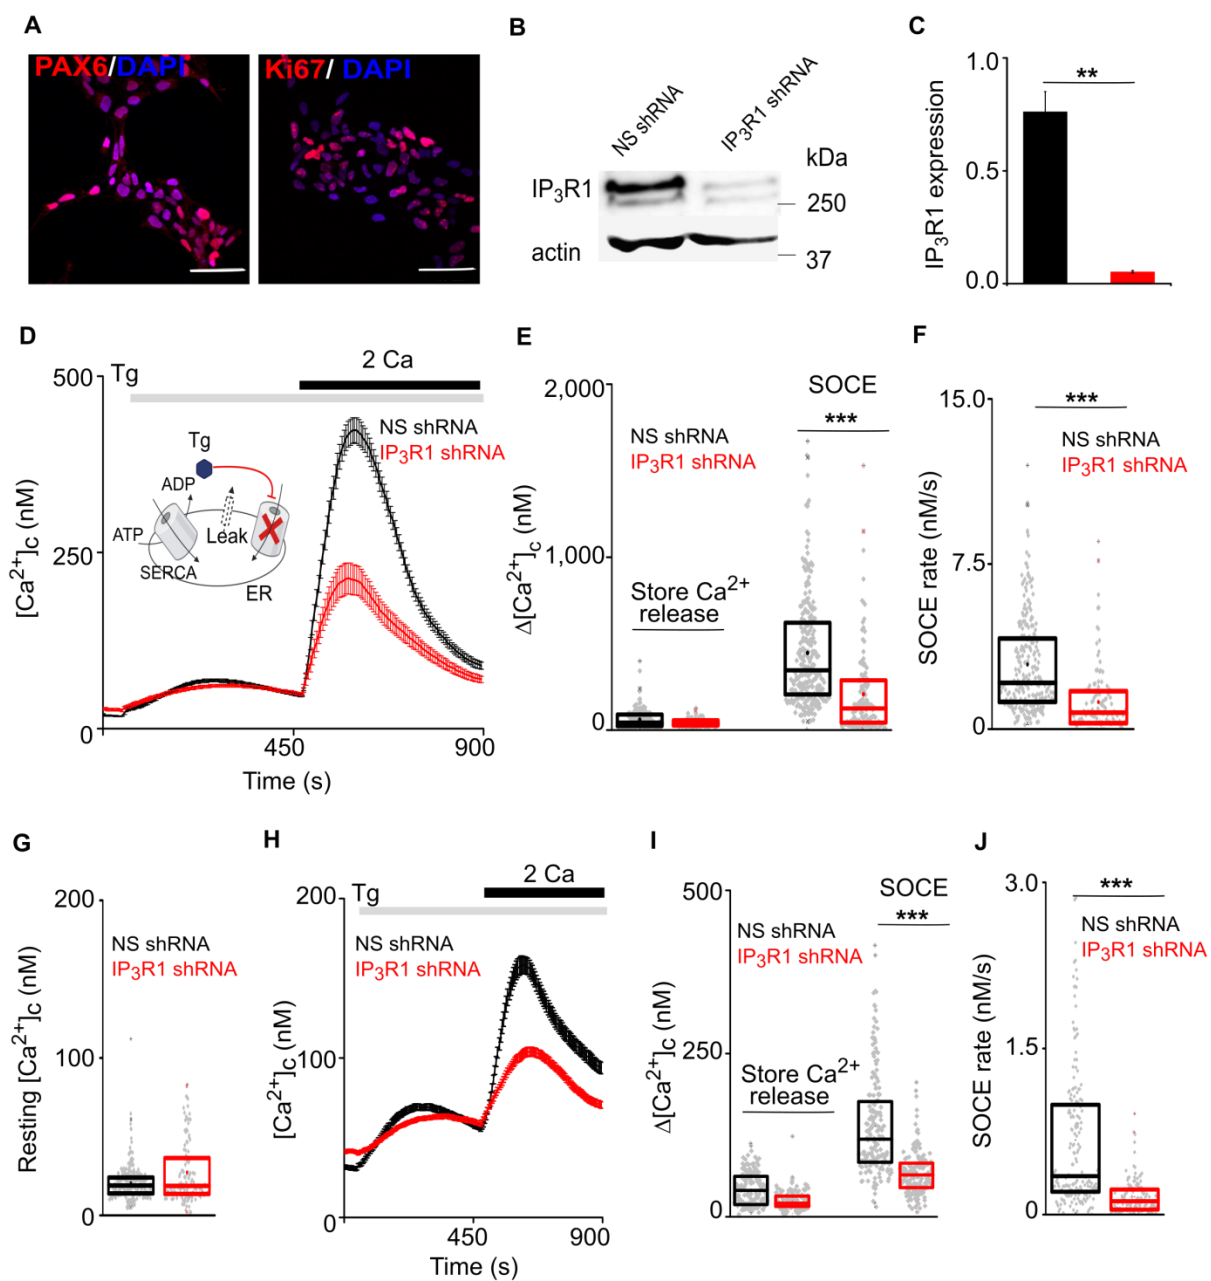 A
PAX6/DAPI
Ki67/ DAPI
B
NS shRNA
IP3R1 shRNA
kDa
IP3R1
250
actin
37
C
**
IP3R1 expression
1.0
0.5
0.0
D
Tg
2 Ca
500
250
0
[Ca2+]c (nM)
NS shRNA
IP3R1 shRNA
Tg
ADP
ATP
Leak
SERCA
ER
450
900
Time (s)
E
2,000
1,000
0
Δ[Ca2+]c (nM)
SOCE
***
NS shRNA
IP3R1 shRNA
Store Ca2+
release
F
15.0
7.5
0
SOCE rate (nM/s)
***
NS shRNA
IP3R1 shRNA
G
200
100
0
Resting [Ca2+]c (nM)
NS shRNA
IP3R1 shRNA
H
Tg
2 Ca
200
100
0
[Ca2+]c (nM)
NS shRNA
IP3R1 shRNA
450
900
Time (s)
I
500
250
0
Δ[Ca2+]c (nM)
SOCE
***
NS shRNA
IP3R1 shRNA
Store Ca2+
release
J
3.0
1.5
0
SOCE rate (nM/s)
***
NS shRNA
IP3R1 shRNA